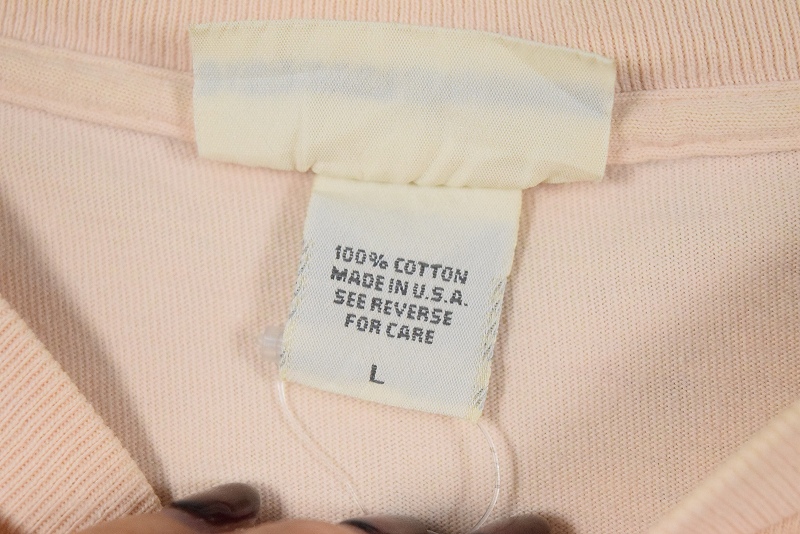 100% COTTON
MADE IN U.S.A.
SEE REVERSE
FOR CARE
L